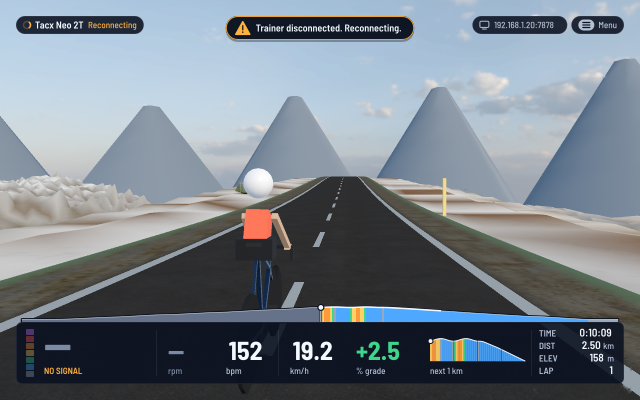 Tacx Neo 2T Reconnecting
Trainer disconnected. Reconnecting.
192.168.1.20:7878
Menu
—
NO SIGNAL
—
rpm
152
bpm
19.2
km/h
+2.5
% grade
next 1 km
TIME 0:10:09
DIST 2.50 km
ELEV 158 m
LAP 1